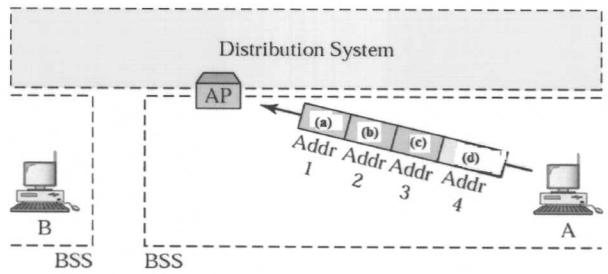 Distribution System
AP
(a) (b) (c) (d)
Addr Addr Addr Addr
1 2 3 4
B
A
BSS BSS